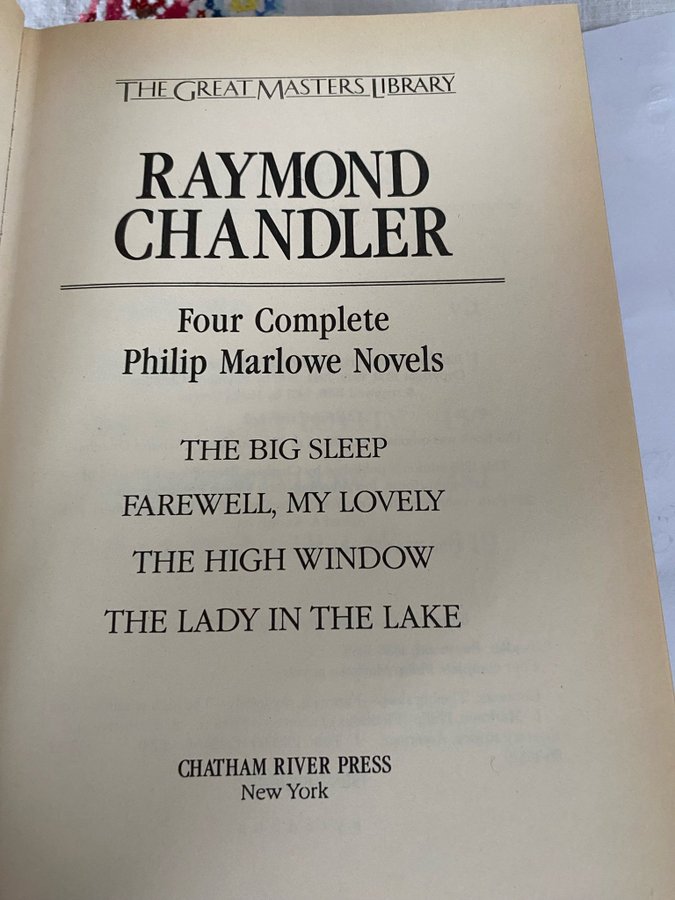 THE GREAT MASTERS LIBRARY
RAYMOND
CHANDLER
Four Complete
Philip Marlowe Novels
THE BIG SLEEP
FAREWELL, MY LOVELY
THE HIGH WINDOW
THE LADY IN THE LAKE
CHATHAM RIVER PRESS
New York